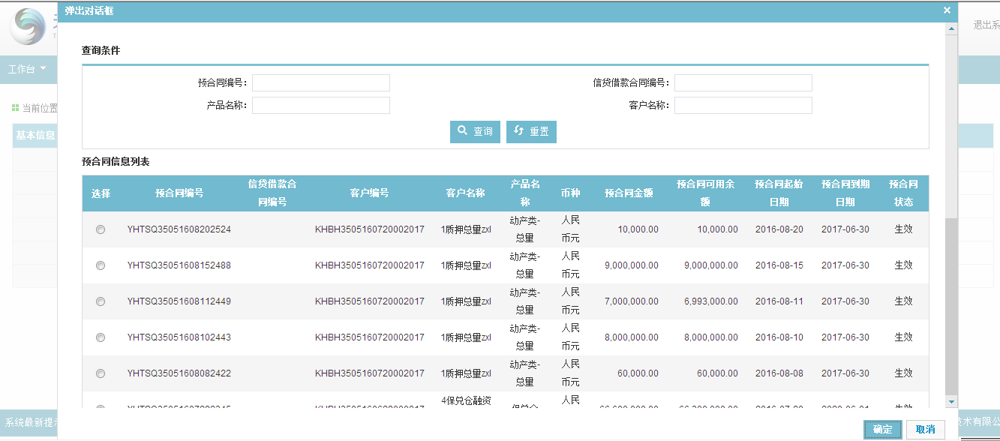 弹出对话框 ×
退出系
工作台
当前位置
基本信息
查询条件
预合同编号： 信贷借款合同编号：
产品名称： 客户名称：
查询 重置
预合同信息列表
选择 预合同编号 信贷借款合同编号 客户编号 客户名称 产品名称 币种 预合同金额 预合同可用余额 预合同起始日期 预合同到期日期 预合同状态
YHTSQ35051608202524 KHBH3505160720002017 1质押总量zxl 动产类-总量 人民币元 10,000.00 10,000.00 2016-08-20 2017-06-30 生效
YHTSQ35051608152488 KHBH3505160720002017 1质押总量zxl 动产类-总量 人民币元 9,000,000.00 9,000,000.00 2016-08-15 2017-06-30 生效
YHTSQ35051608112449 KHBH3505160720002017 1质押总量zxl 动产类-总量 人民币元 7,000,000.00 6,993,000.00 2016-08-11 2017-06-30 生效
YHTSQ35051608102443 KHBH3505160720002017 1质押总量zxl 动产类-总量 人民币元 8,000,000.00 8,000,000.00 2016-08-10 2017-06-30 生效
YHTSQ35051608082422 KHBH3505160720002017 1质押总量zxl 动产类-总量 人民币元 60,000.00 60,000.00 2016-08-08 2017-06-30 生效
4保兑仓融资 人民
系统最新提示
技术有限公
确定 取消